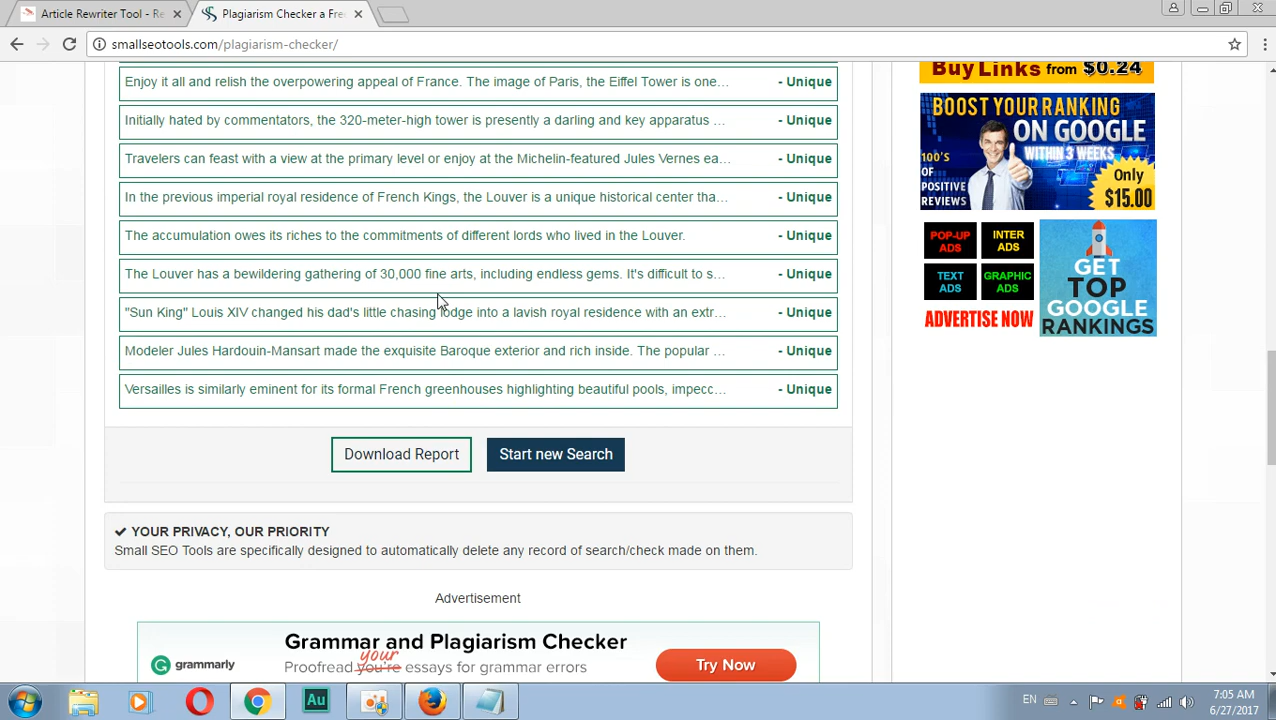 Article Rewriter Tool - Re
Plagiarism Checker a Fre
smallseotools.com/plagiarism-checker/
Enjoy it all and relish the overpowering appeal of France. The image of Paris, the Eiffel Tower is one... - Unique
Initially hated by commentators, the 320-meter-high tower is presently a darling and key apparatus ... - Unique
Travelers can feast with a view at the primary level or enjoy at the Michelin-featured Jules Vernes ea... - Unique
In the previous imperial royal residence of French Kings, the Louver is a unique historical center tha... - Unique
The accumulation owes its riches to the commitments of different lords who lived in the Louver. - Unique
The Louver has a bewildering gathering of 30,000 fine arts, including endless gems. It's difficult to s... - Unique
"Sun King" Louis XIV changed his dad's little chasing lodge into a lavish royal residence with an extr... - Unique
Modeler Jules Hardouin-Mansart made the exquisite Baroque exterior and rich inside. The popular ... - Unique
Versailles is similarly eminent for its formal French greenhouses highlighting beautiful pools, impecc... - Unique
Download Report
Start new Search
YOUR PRIVACY, OUR PRIORITY
Small SEO Tools are specifically designed to automatically delete any record of search/check made on them.
Advertisement
Grammar and Plagiarism Checker
your
grammarly
Proofread you're essays for grammar errors
Try Now
Buy Links from $0.24
BOOST YOUR RANKING
ON GOOGLE
WITHIN 3 WEEKS
100'S
OF
POSITIVE
REVIEWS
Only
$15.00
POP-UP
ADS
INTER
ADS
TEXT
ADS
GRAPHIC
ADS
ADVERTISE NOW
GET
TOP
GOOGLE
RANKINGS
Au
EN
7:05 AM
6/27/2017